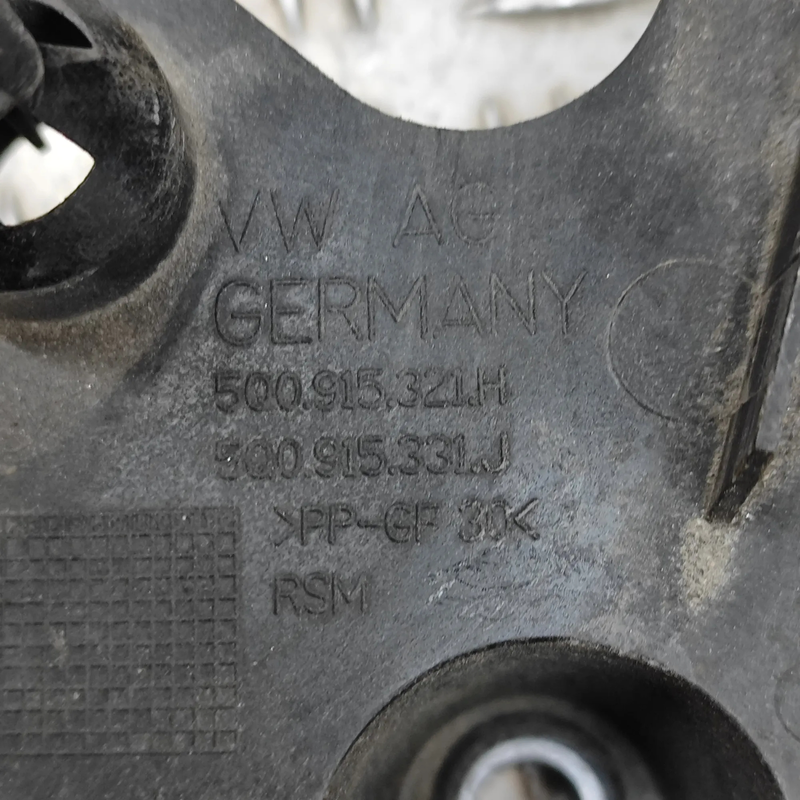 VW AG
GERMANY
5Q0.915.321.H
5Q0.915.331.J
>PP-GF 30<
RSM